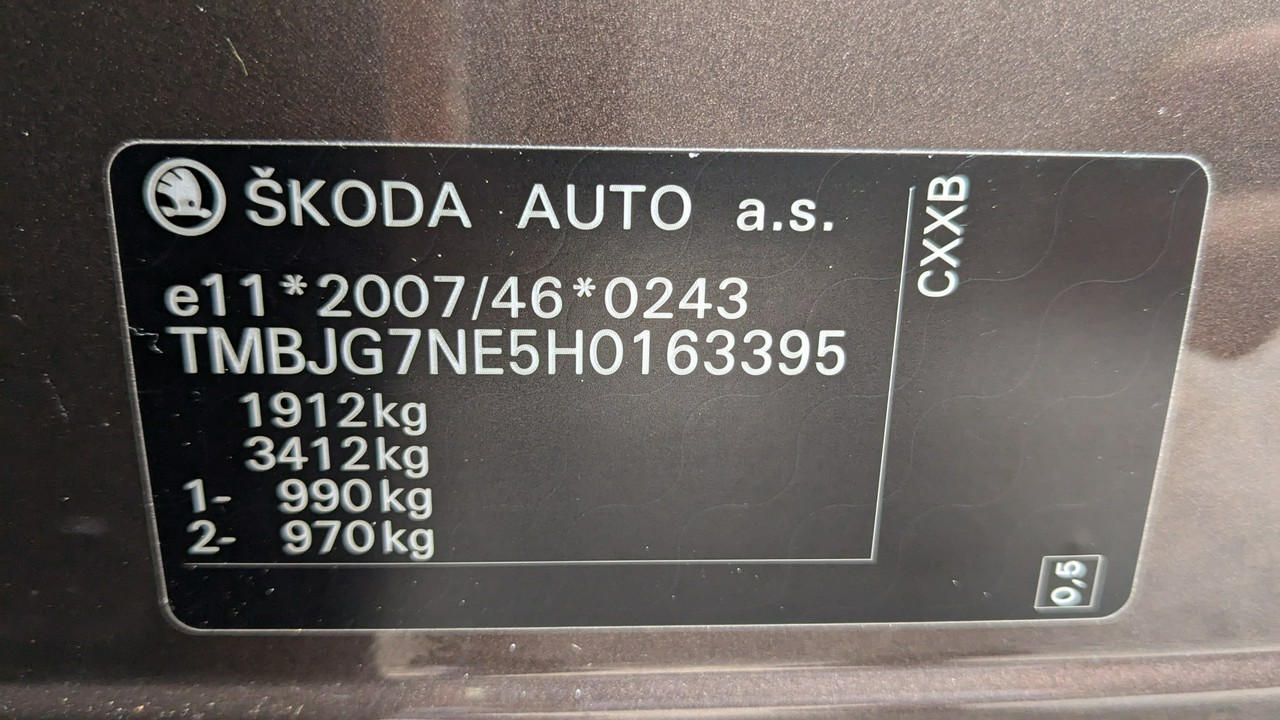 ŠKODA AUTO a.s.
e11*2007/46*0243
TMBJG7NE5H0163395
1912kg
3412kg
1- 990kg
2- 970kg
CXXB
0,5